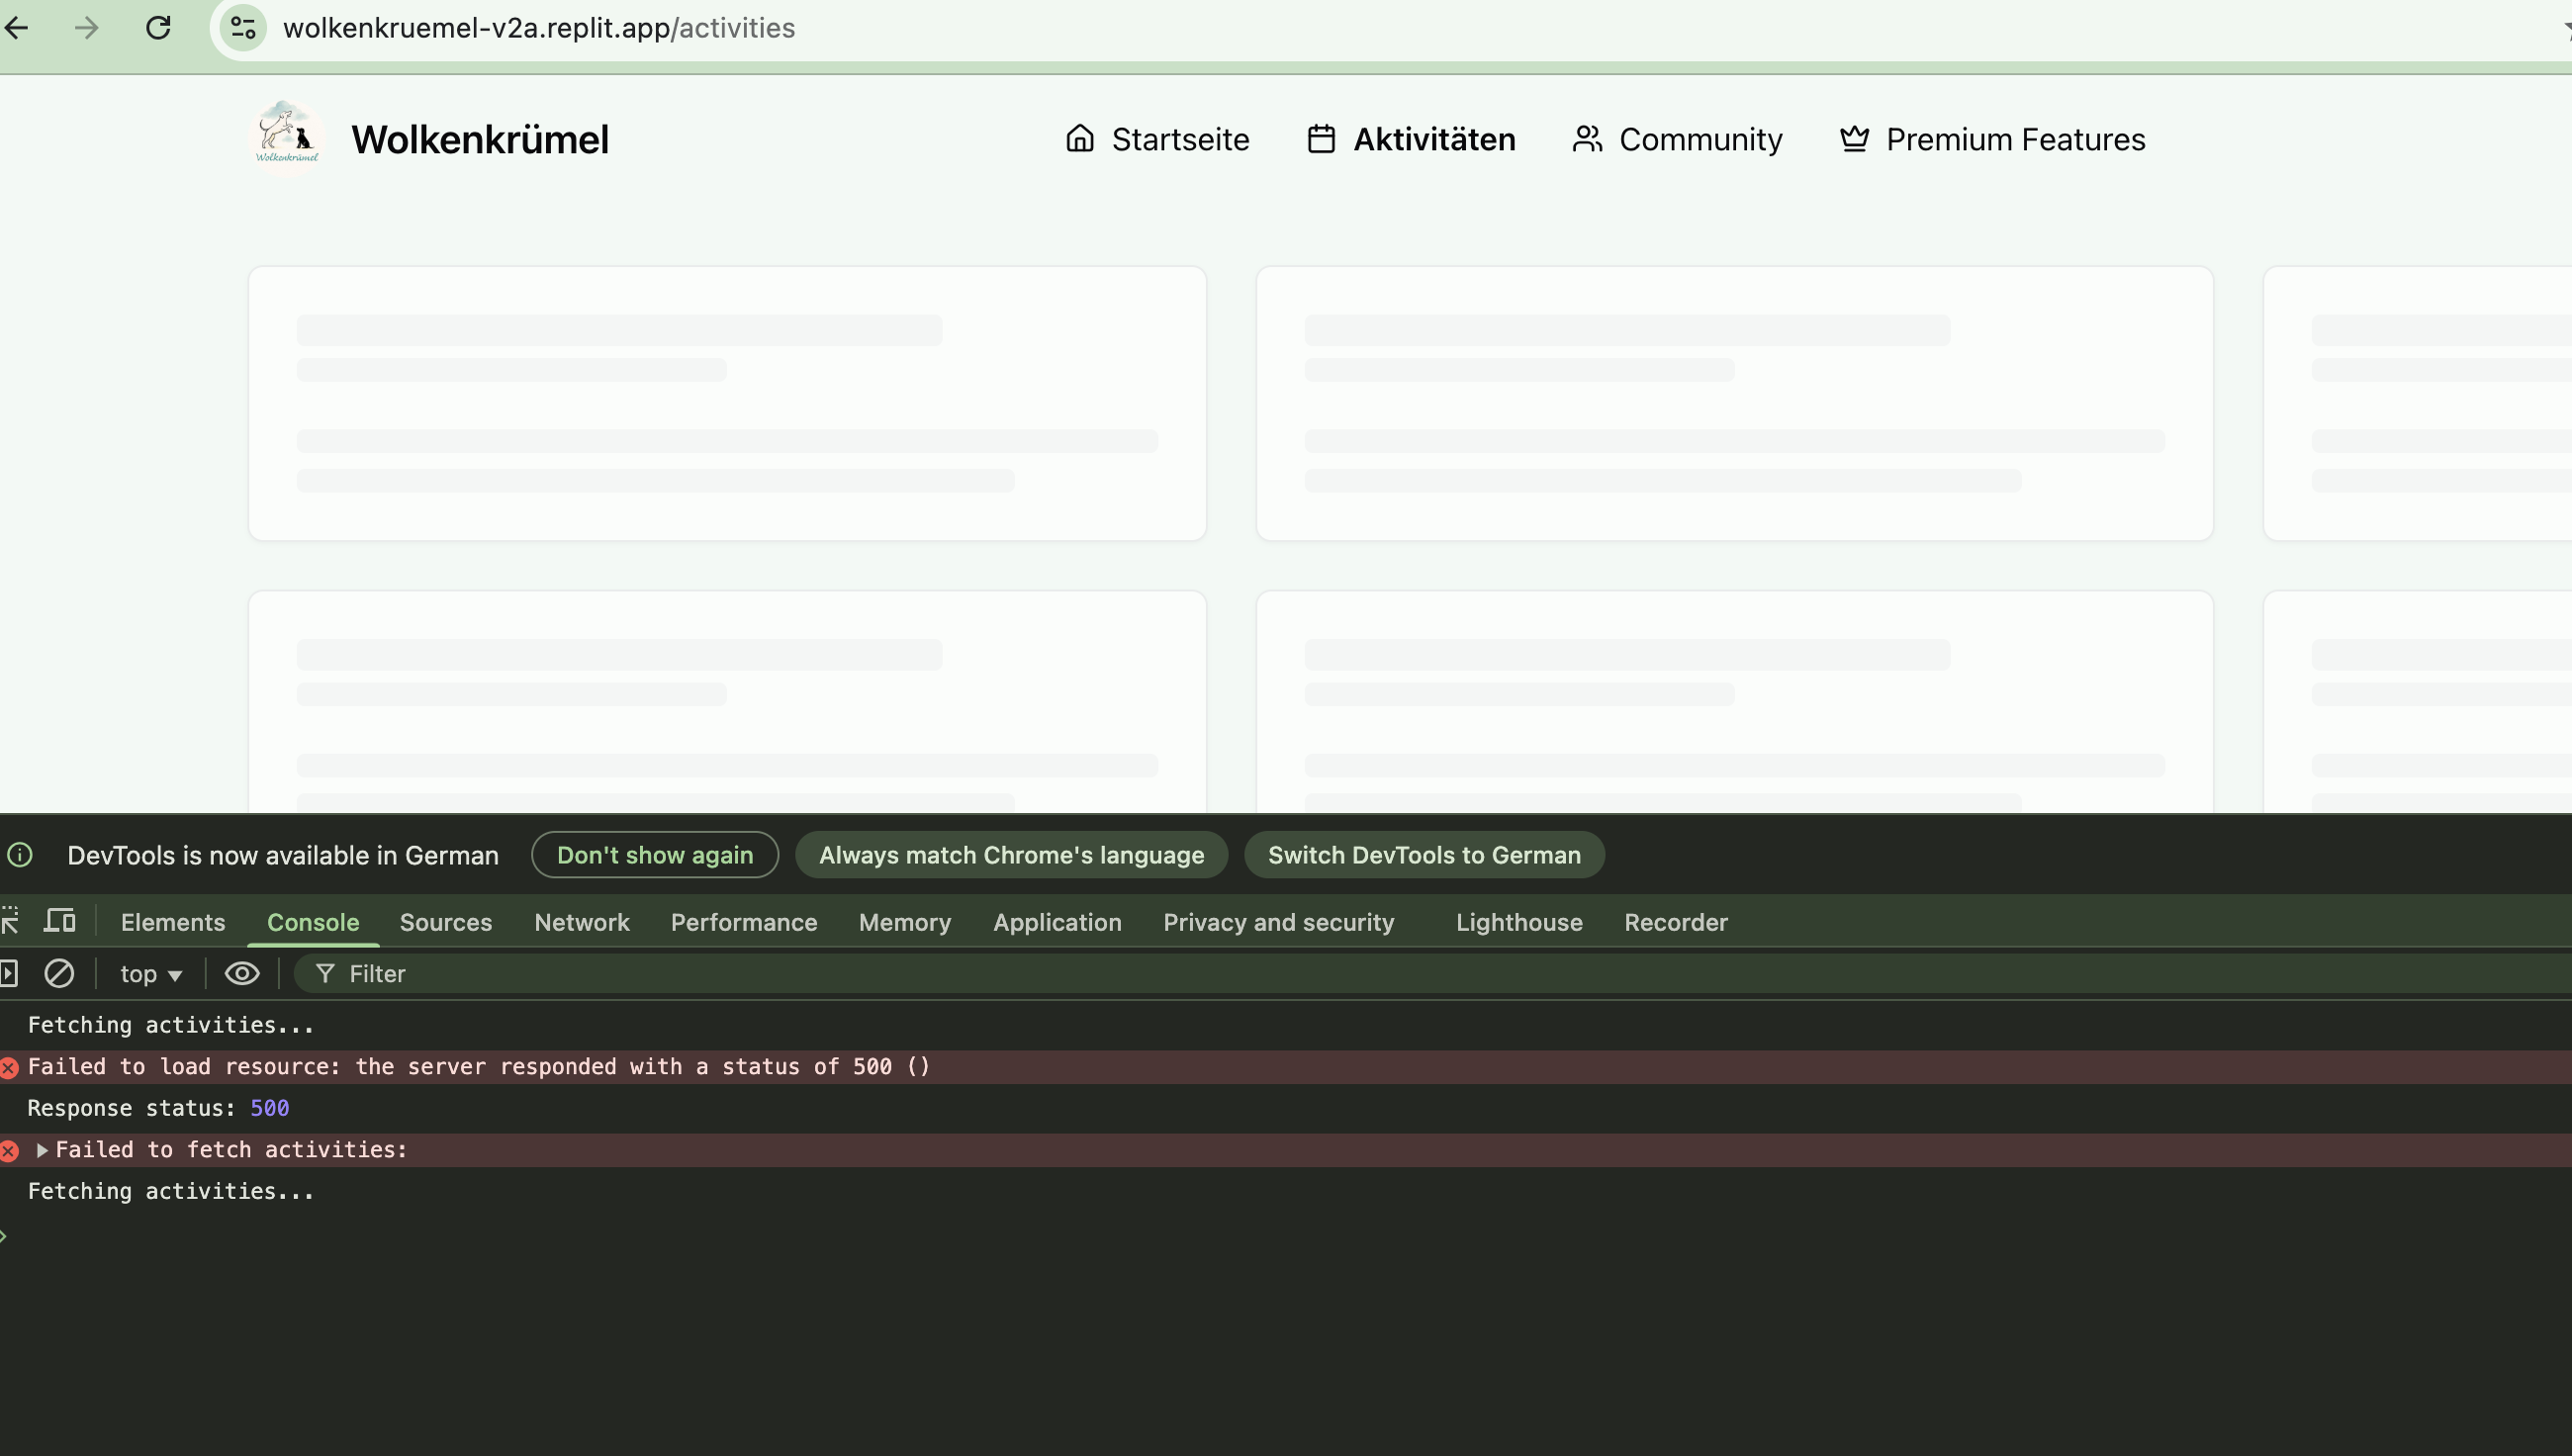 wolkenkruemel-v2a.replit.app/activities
Wolkenkrümel
Wolkenkrümel
Startseite
Aktivitäten
Community
Premium Features
DevTools is now available in German
Don't show again
Always match Chrome's language
Switch DevTools to German
Elements
Console
Sources
Network
Performance
Memory
Application
Privacy and security
Lighthouse
Recorder
top
Filter
Fetching activities...
Failed to load resource: the server responded with a status of 500 ()
Response status: 500
Failed to fetch activities:
Fetching activities...